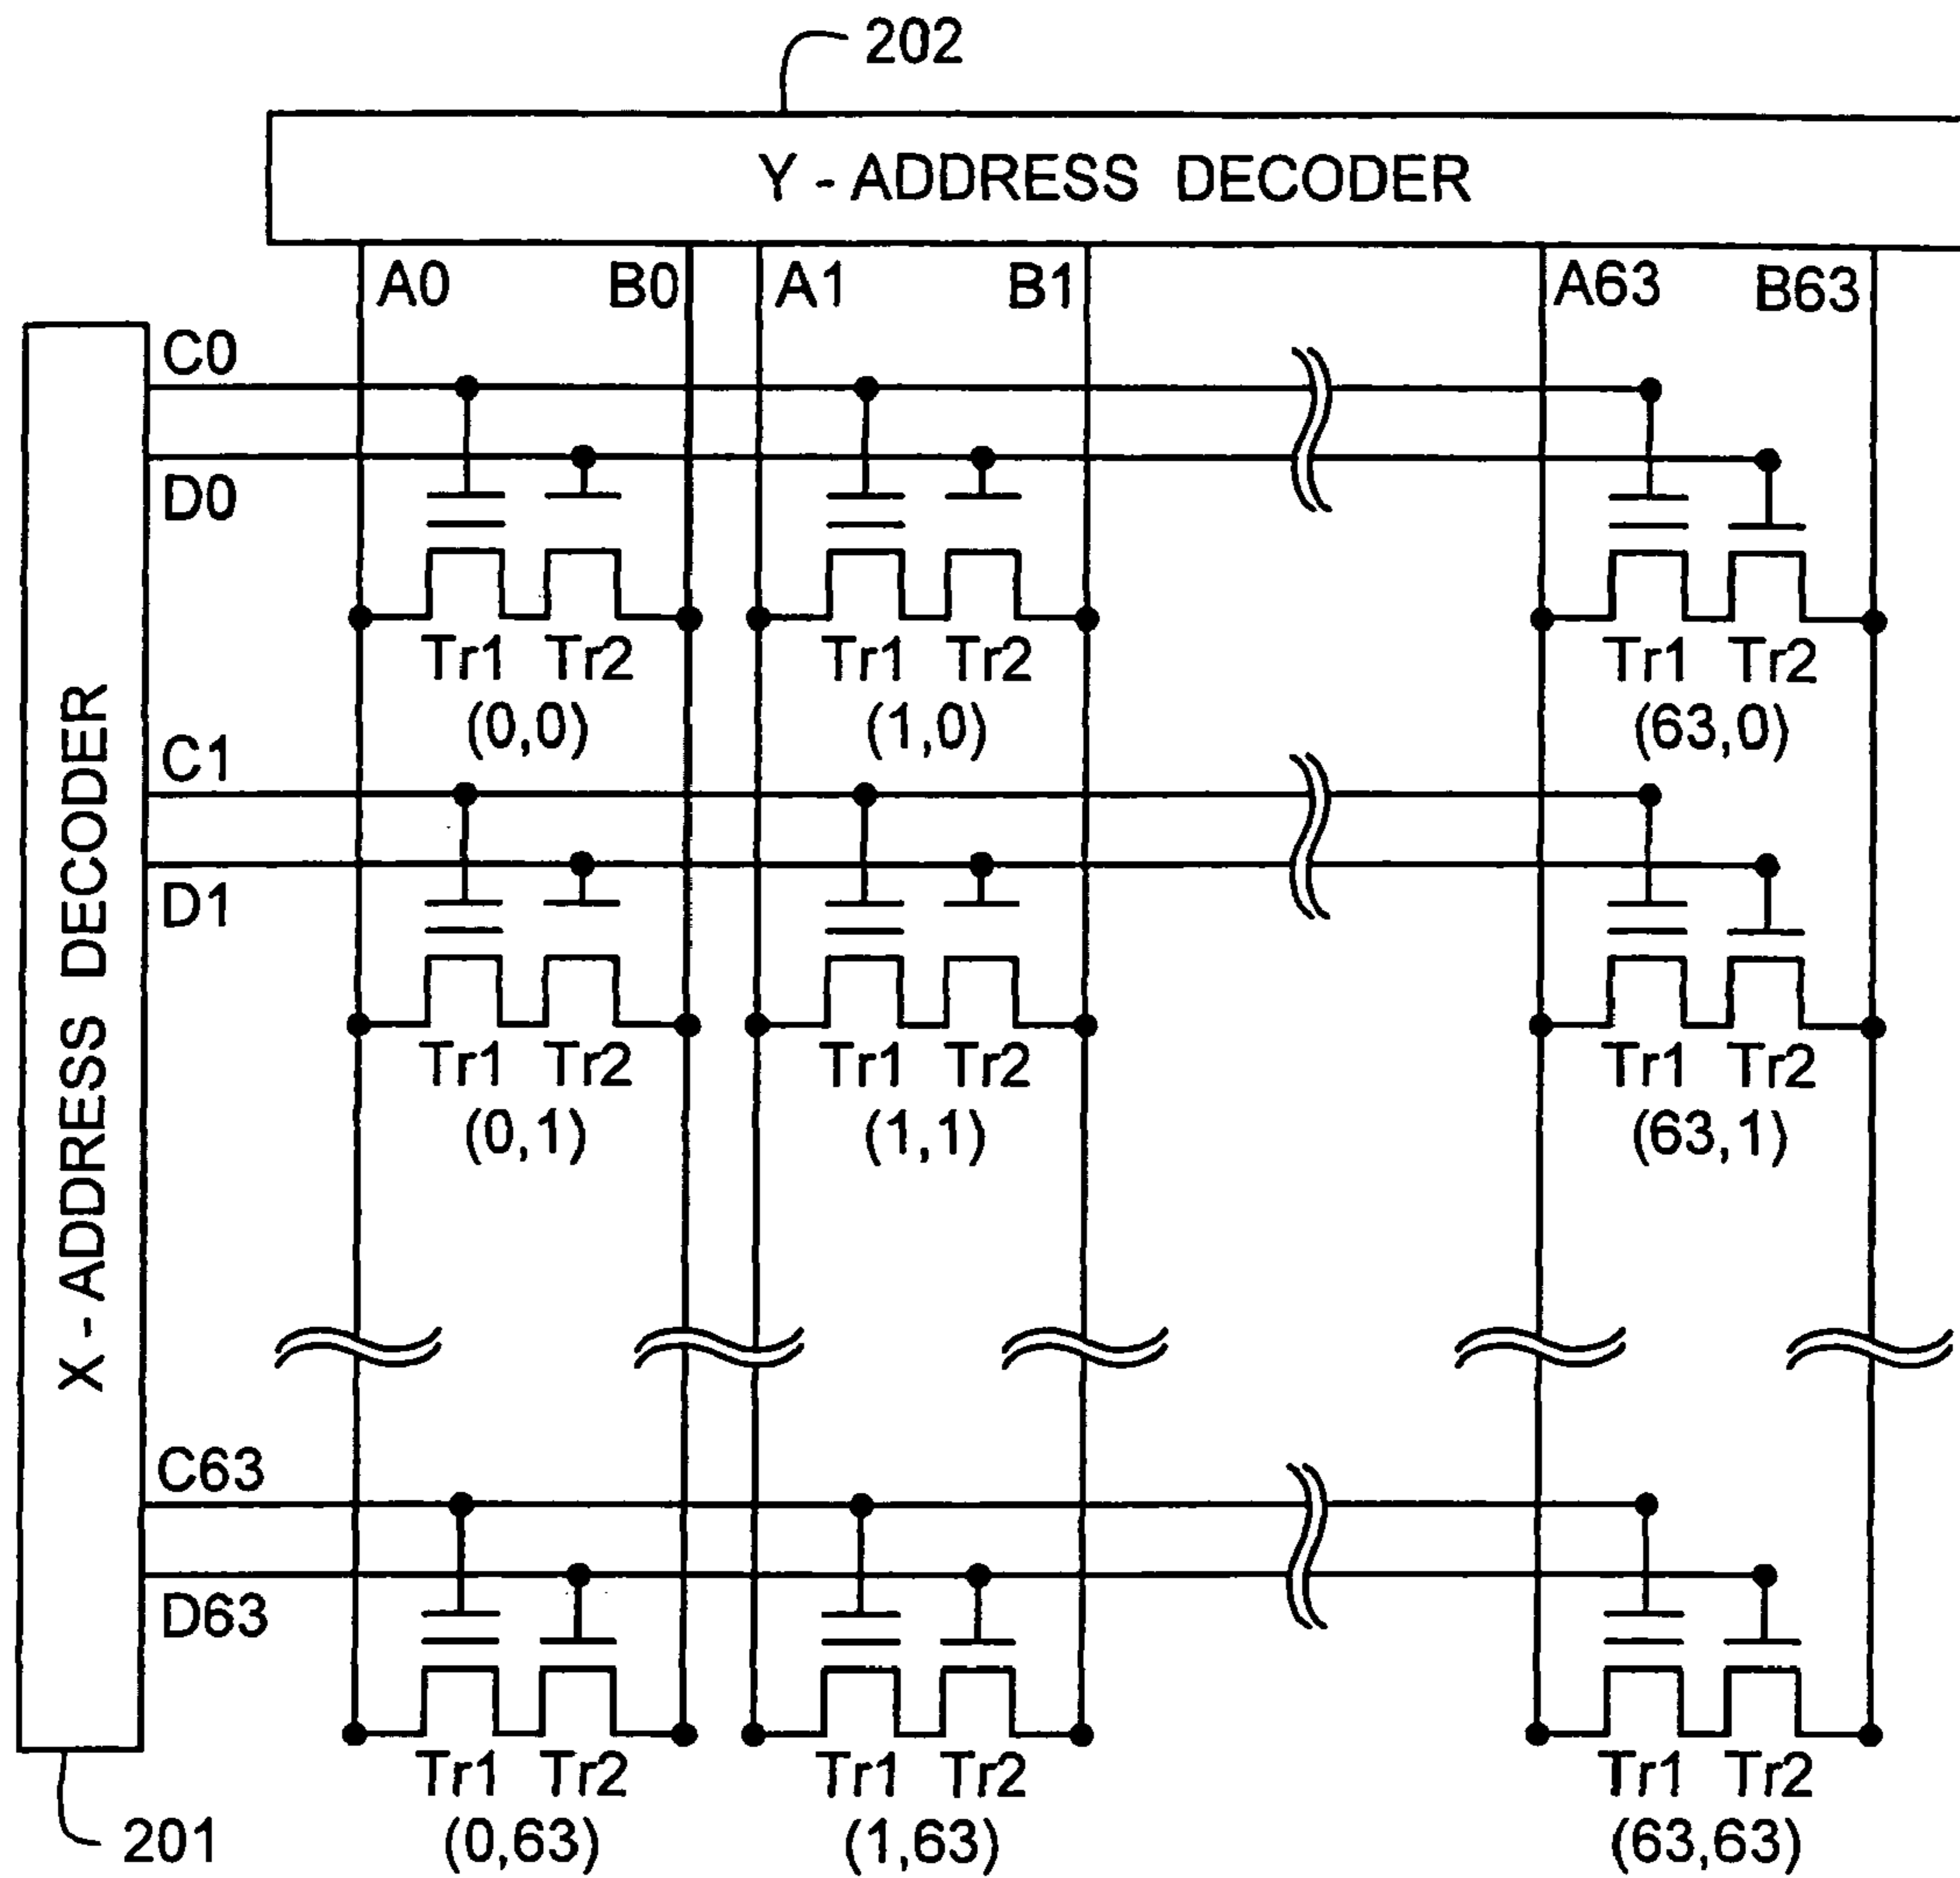 202
Y - ADDRESS DECODER
A0 B0 A1 B1 A63 B63
C0
D0
Tr1 Tr2 Tr1 Tr2 Tr1 Tr2
(0,0) (1,0) (63,0)
C1
D1
Tr1 Tr2 Tr1 Tr2 Tr1 Tr2
(0,1) (1,1) (63,1)
X - ADDRESS DECODER
C63
D63
Tr1 Tr2 Tr1 Tr2 Tr1 Tr2
(0,63) (1,63) (63,63)
201